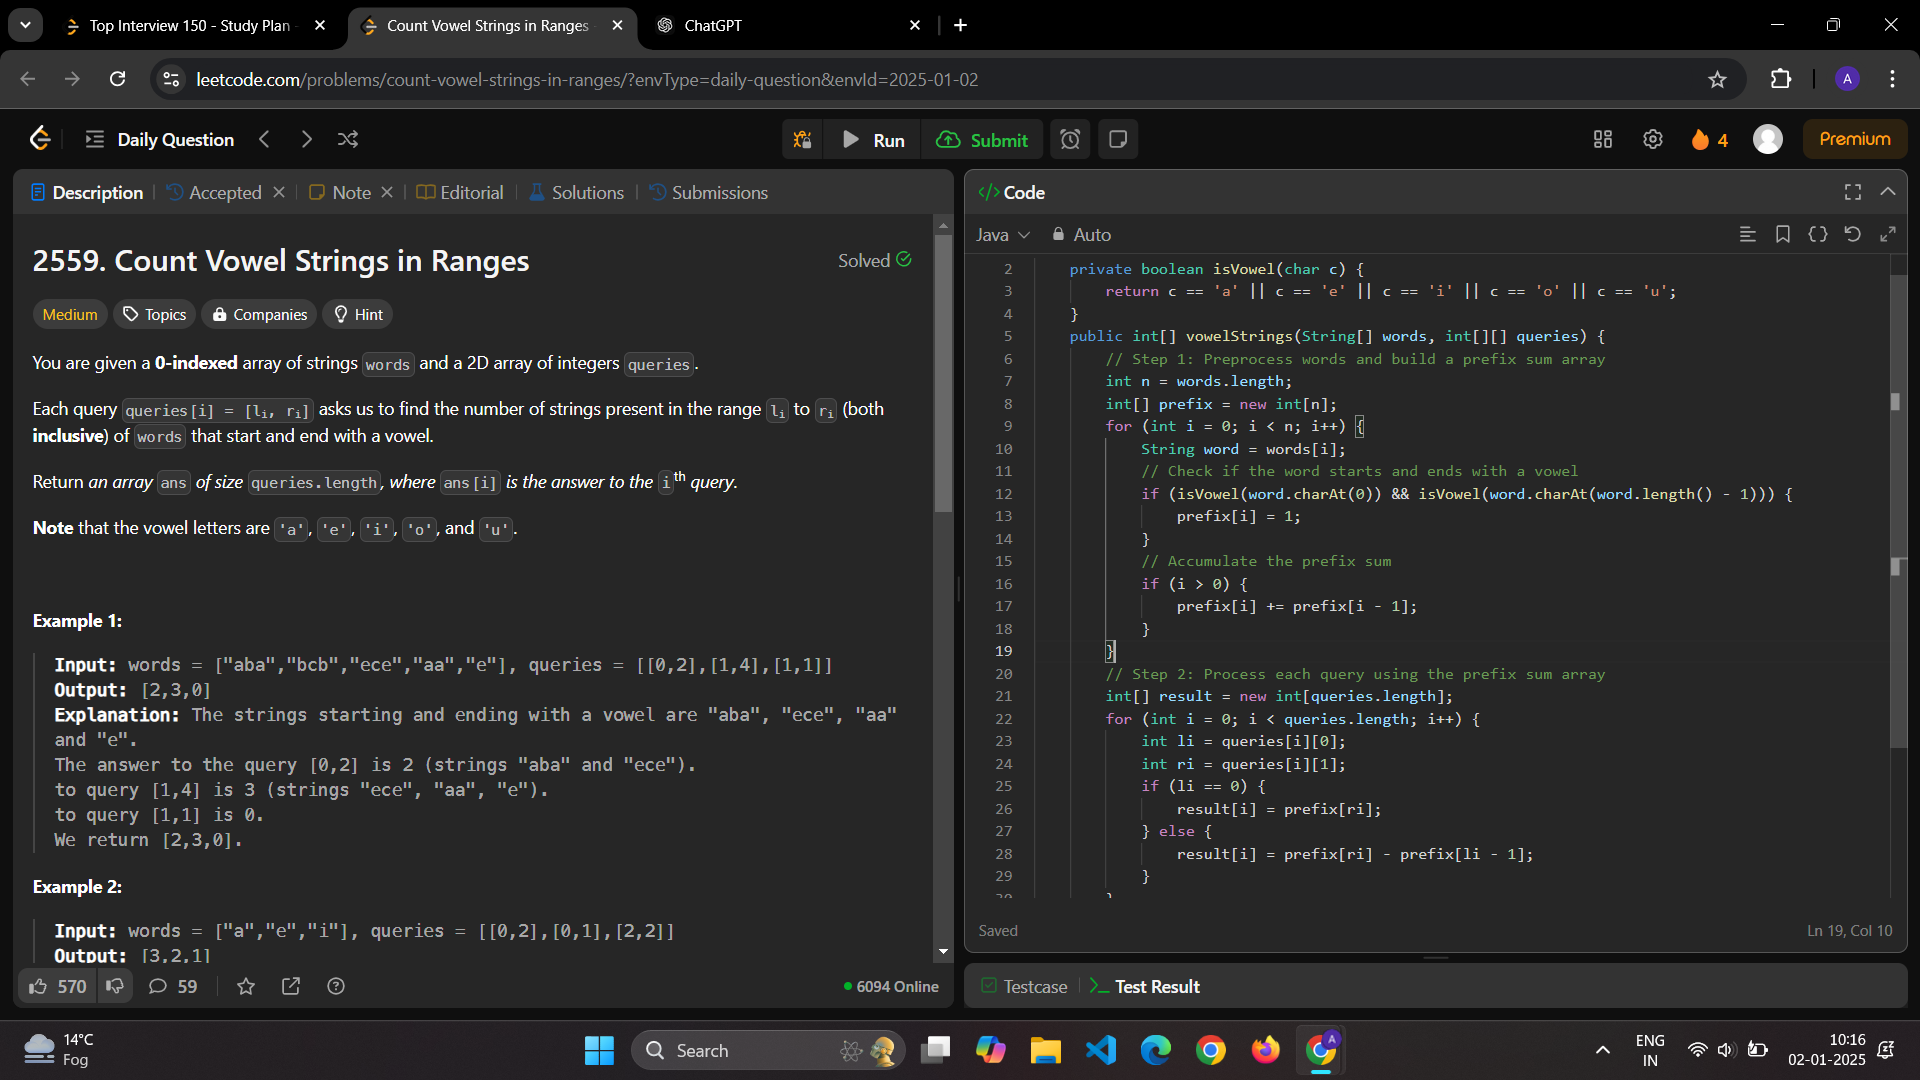 Top Interview 150 - Study Plan
Count Vowel Strings in Ranges
ChatGPT
leetcode.com/problems/count-vowel-strings-in-ranges/?envType=daily-question&envId=2025-01-02
A
Daily Question
Run
Submit
4
Premium
Description
Accepted
Note
Editorial
Solutions
Submissions
2559. Count Vowel Strings in Ranges
Solved
Medium
Topics
Companies
Hint
You are given a 0-indexed array of strings words and a 2D array of integers queries.
Each query queries[i] = [li, ri] asks us to find the number of strings present in the range li to ri (both
inclusive) of words that start and end with a vowel.
Return an array ans of size queries.length, where ans[i] is the answer to the ith query.
Note that the vowel letters are 'a', 'e', 'i', 'o', and 'u'.
Example 1:
Input: words = ["aba","bcb","ece","aa","e"], queries = [[0,2],[1,4],[1,1]]
Output: [2,3,0]
Explanation: The strings starting and ending with a vowel are "aba", "ece", "aa"
and "e".
The answer to the query [0,2] is 2 (strings "aba" and "ece").
to query [1,4] is 3 (strings "ece", "aa", "e").
to query [1,1] is 0.
We return [2,3,0].
Example 2:
Input: words = ["a","e","i"], queries = [[0,2],[0,1],[2,2]]
Output: [3,2,1]
570
59
6094 Online
</> Code
Java
Auto
2 private boolean isVowel(char c) {
3 return c == 'a' || c == 'e' || c == 'i' || c == 'o' || c == 'u';
4 }
5 public int[] vowelStrings(String[] words, int[][] queries) {
6 // Step 1: Preprocess words and build a prefix sum array
7 int n = words.length;
8 int[] prefix = new int[n];
9 for (int i = 0; i < n; i++) {
10 String word = words[i];
11 // Check if the word starts and ends with a vowel
12 if (isVowel(word.charAt(0)) && isVowel(word.charAt(word.length() - 1))) {
13 prefix[i] = 1;
14 }
15 // Accumulate the prefix sum
16 if (i > 0) {
17 prefix[i] += prefix[i - 1];
18 }
19 }
20 // Step 2: Process each query using the prefix sum array
21 int[] result = new int[queries.length];
22 for (int i = 0; i < queries.length; i++) {
23 int li = queries[i][0];
24 int ri = queries[i][1];
25 if (li == 0) {
26 result[i] = prefix[ri];
27 } else {
28 result[i] = prefix[ri] - prefix[li - 1];
29 }
Saved
Ln 19, Col 10
Testcase
Test Result
14°C
Fog
Search
A
ENG
IN
10:16
02-01-2025